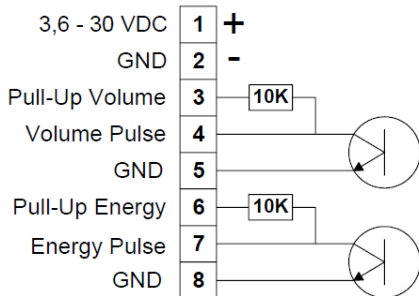 3,6 - 30 VDC 1 +
GND 2 -
Pull-Up Volume 3 10K
Volume Pulse 4
GND 5
Pull-Up Energy 6 10K
Energy Pulse 7
GND 8